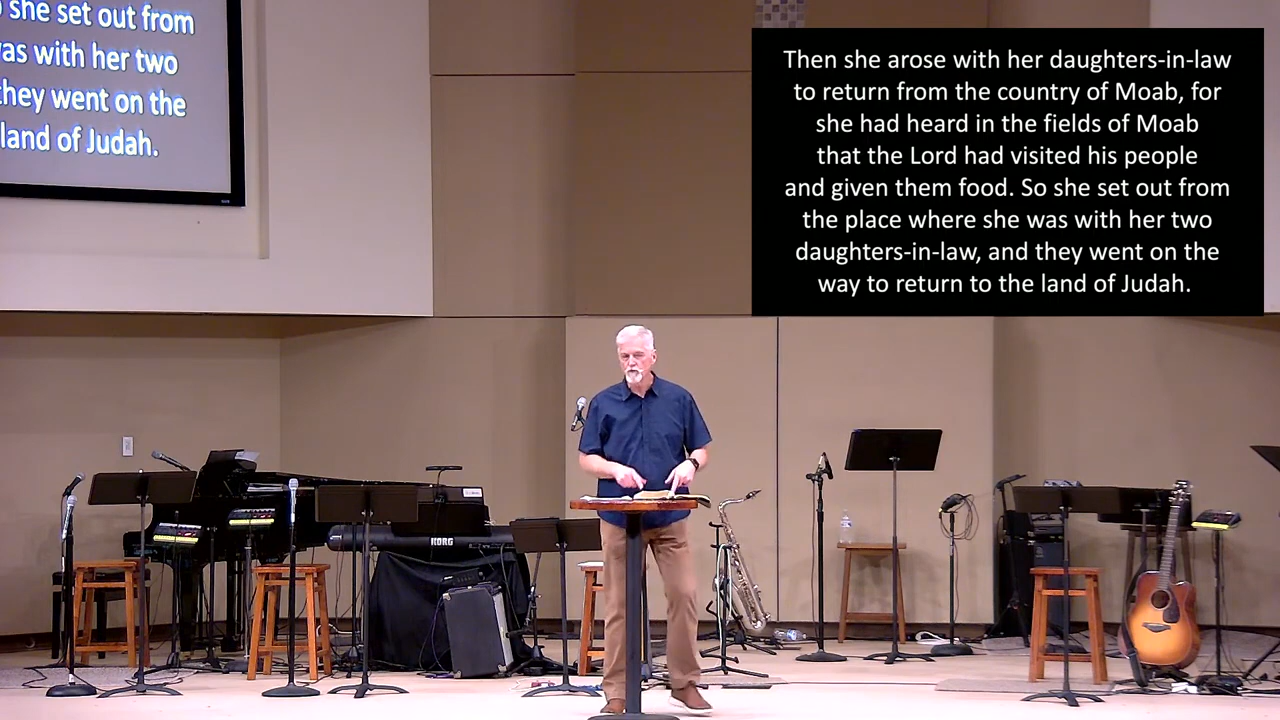 she set out from
was with her two
they went on the
land of Judah.
Then she arose with her daughters-in-law
to return from the country of Moab, for
she had heard in the fields of Moab
that the Lord had visited his people
and given them food. So she set out from
the place where she was with her two
daughters-in-law, and they went on the
way to return to the land of Judah.
KORG